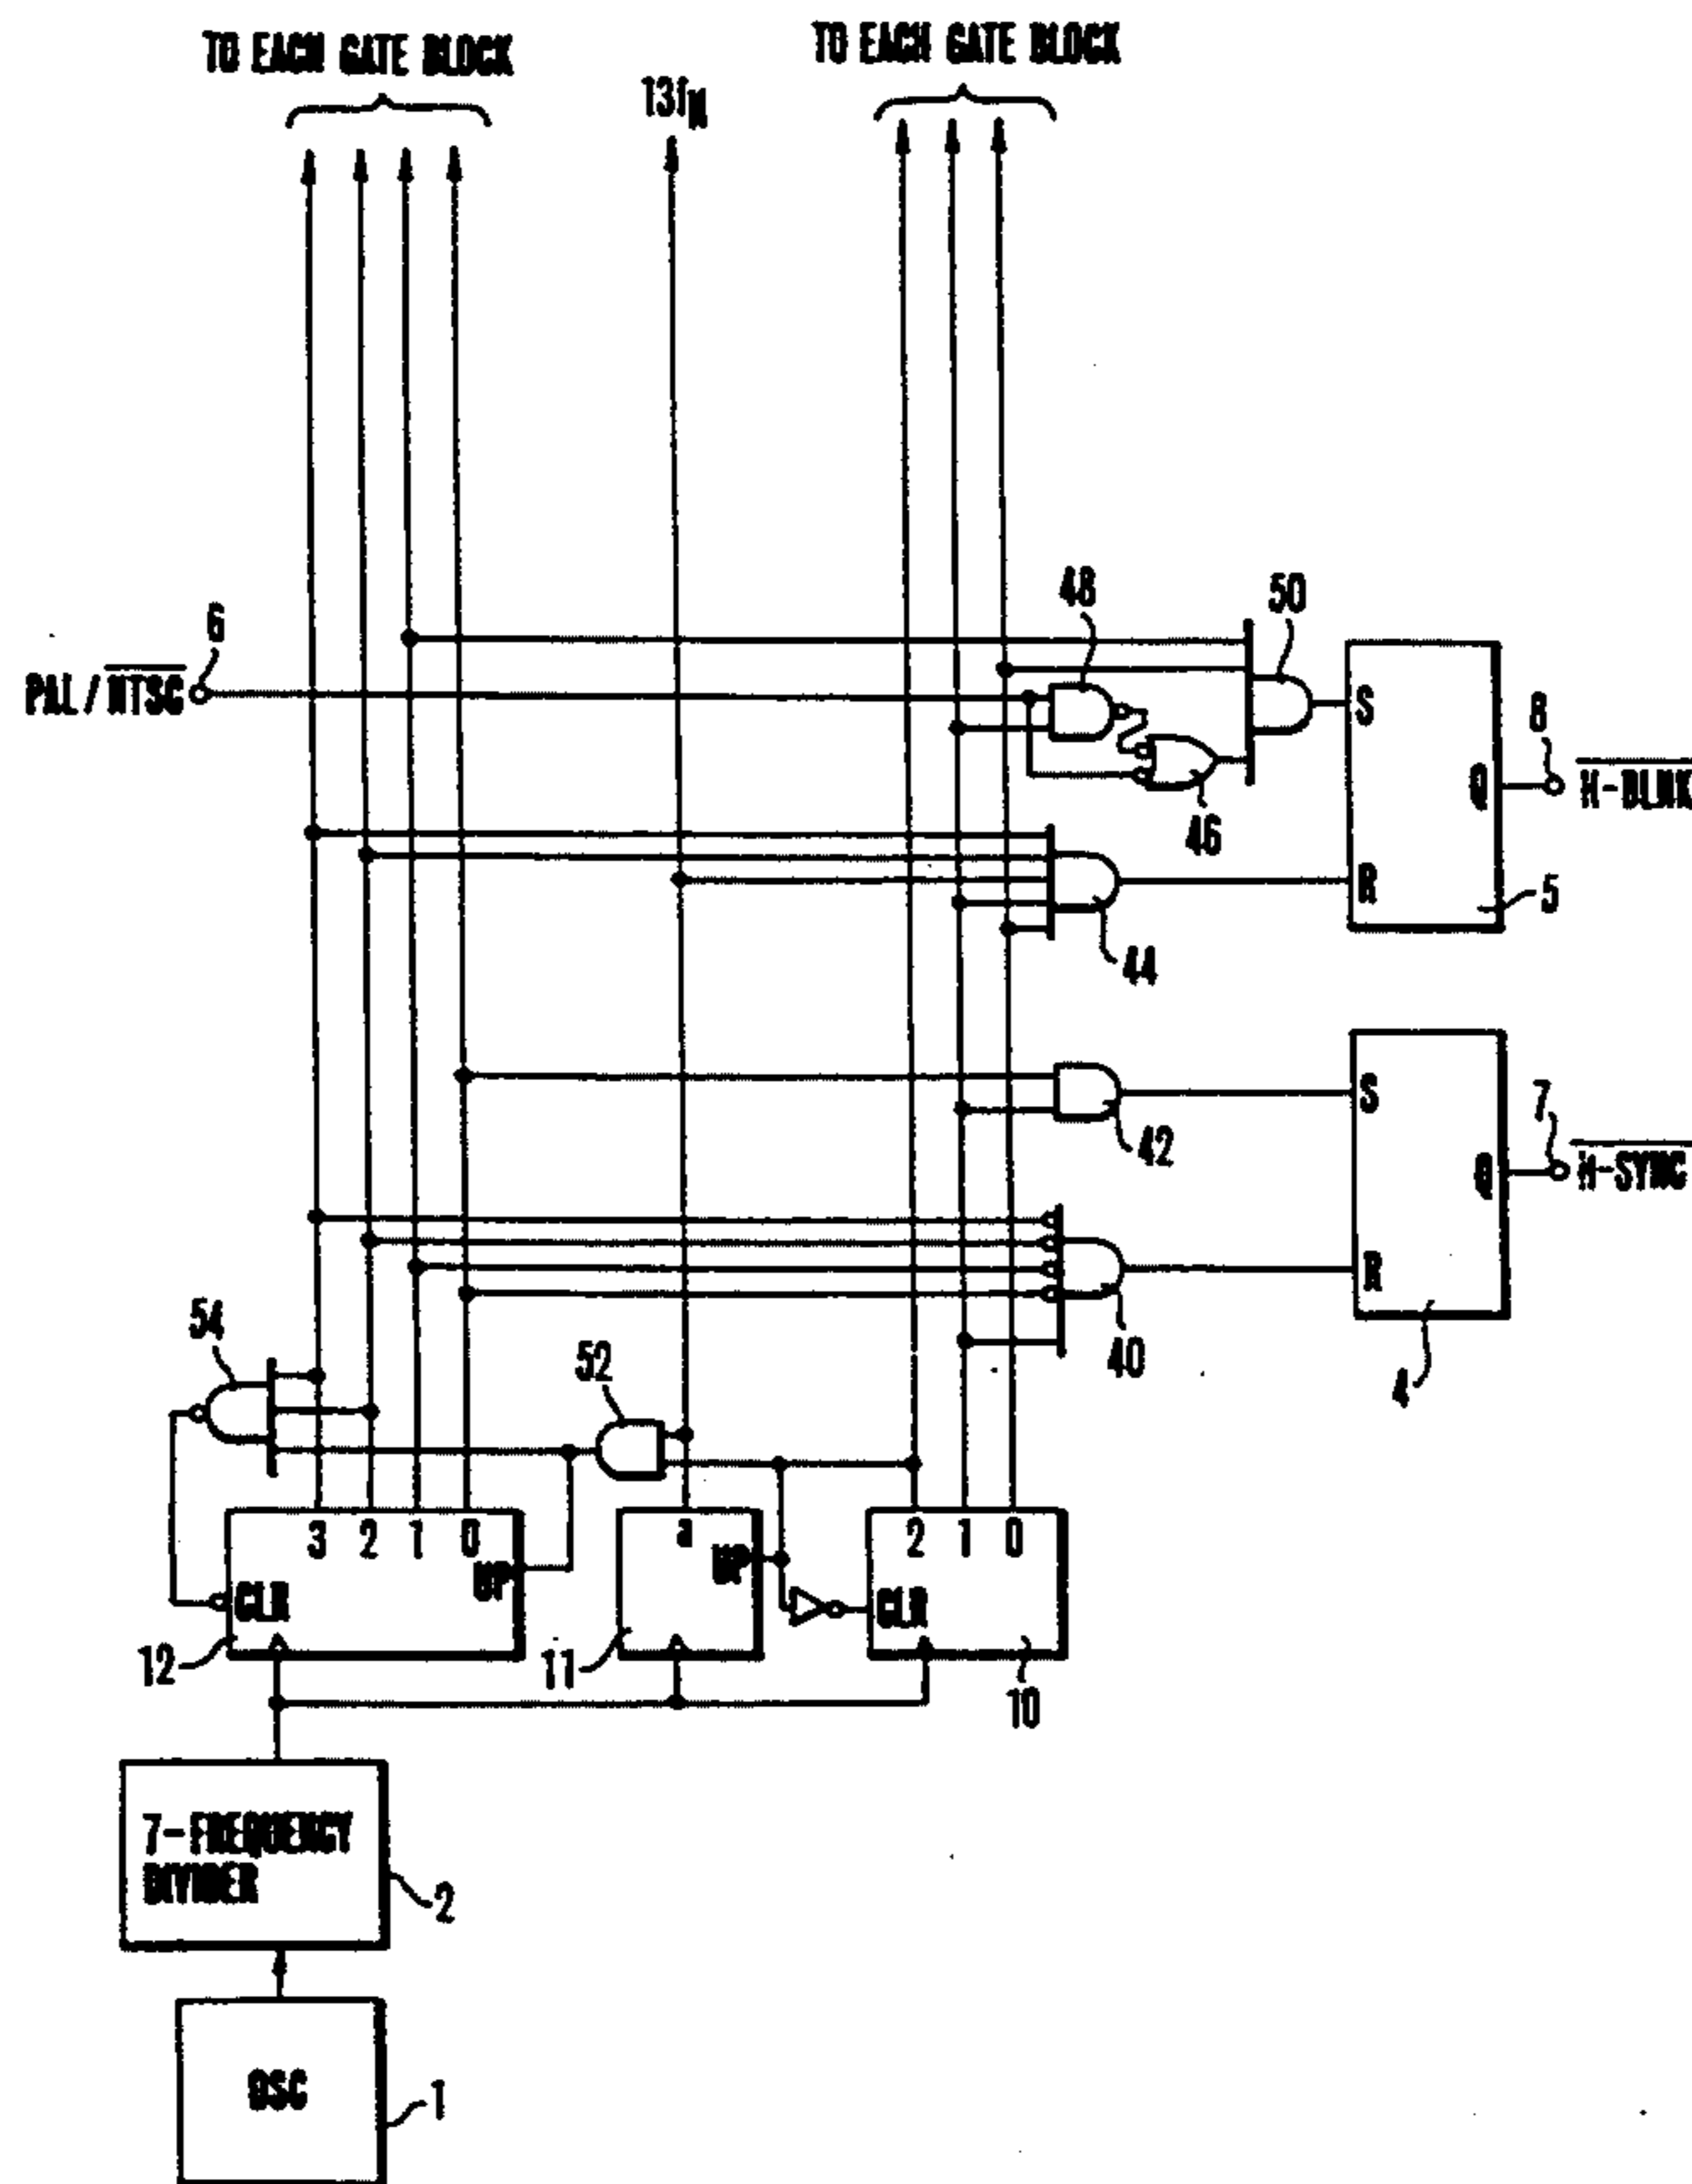 TO EACH GATE BLOCK
TO EACH GATE BLOCK
13fH
6
48
50
PAL/NTSC
S
8
Q
H-BLNK
46
R
5
44
S
7
42
Q
H-SYNC
R
54
52
40
4
3 2 1 0
a
2 1 0
UP
UP
CLR
CLR
12
11
10
7-FREQUENCY
DIVIDER
2
OSC
1